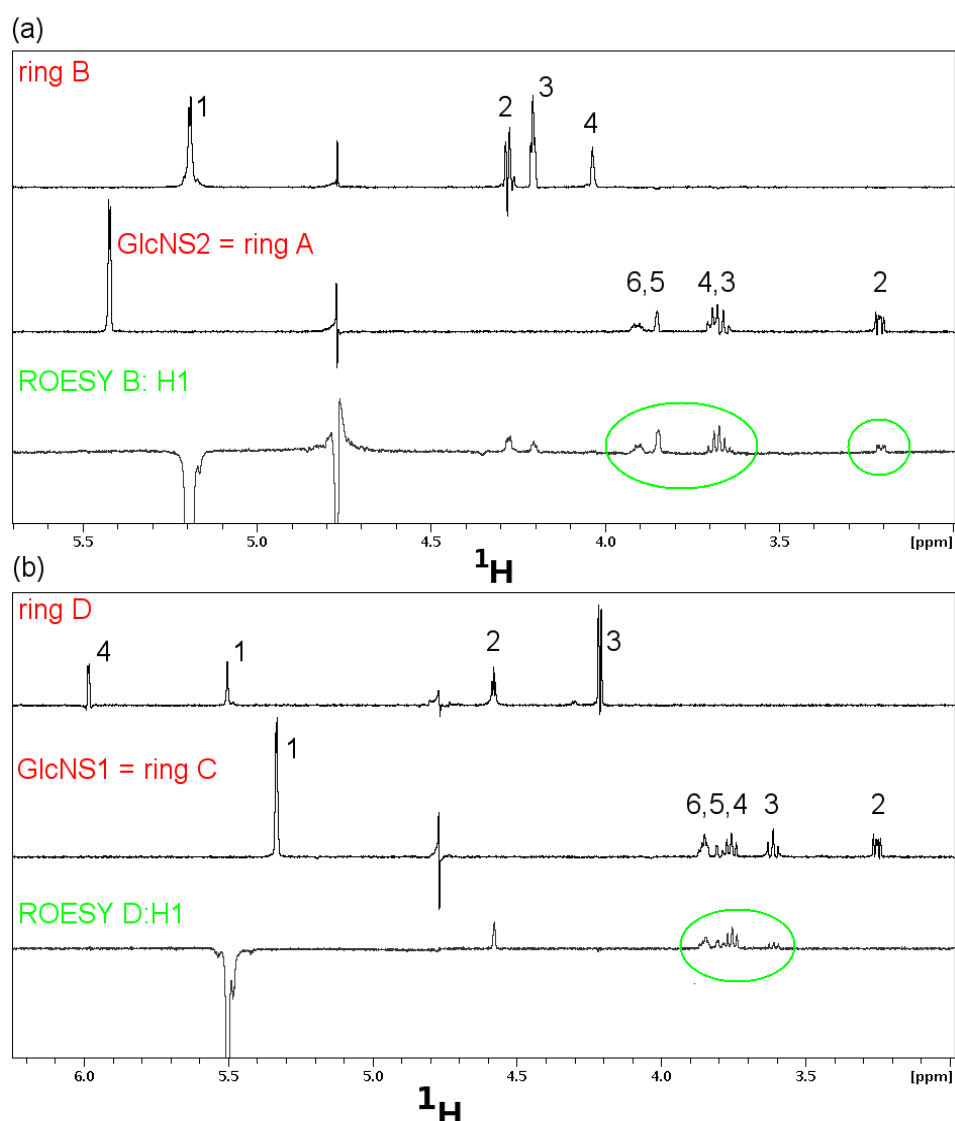 (a)
ring B
1
2
3
4
GlcNS2 = ring A
6,5
4,3
2
ROESY B: H1
5.5 5.0 4.5 4.0 3.5 [ppm]
1H
(b)
ring D
4
1
2
3
GlcNS1 = ring C
1
6,5,4
3
2
ROESY D:H1
6.0 5.5 5.0 4.5 4.0 3.5 [ppm]
1H